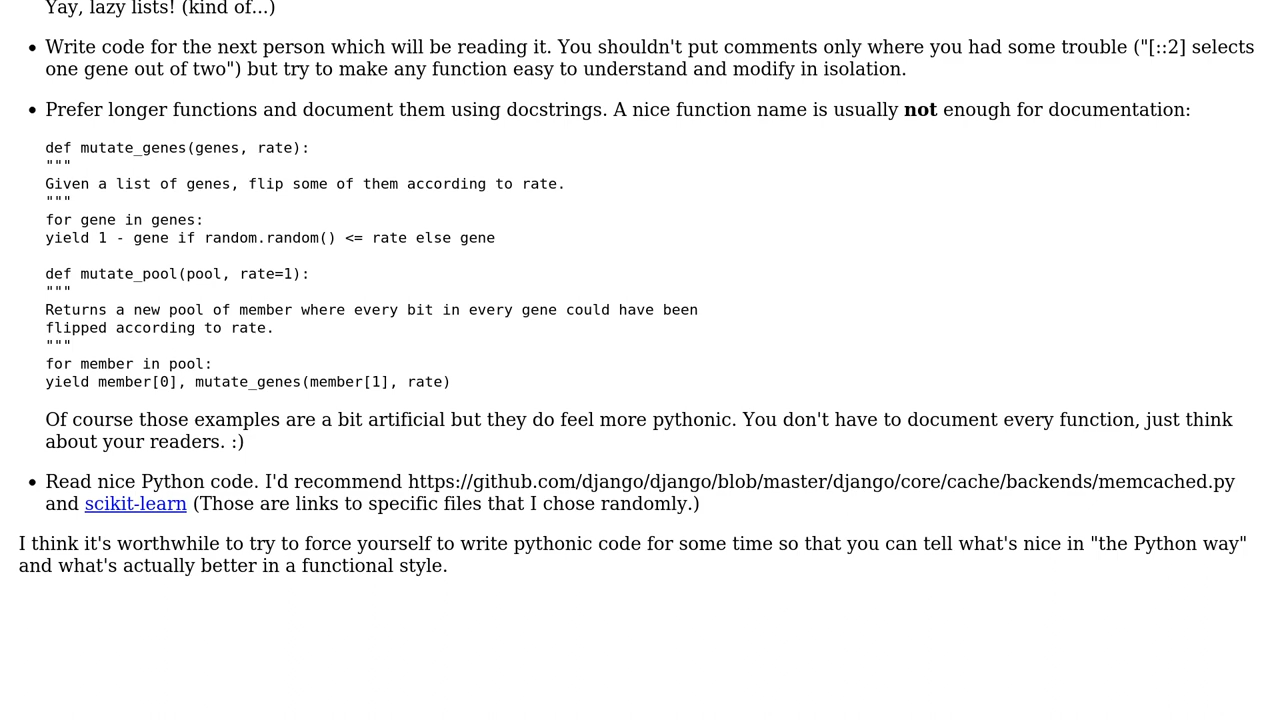 Yay, lazy lists! (kind of...)
• Write code for the next person which will be reading it. You shouldn't put comments only where you had some trouble ("[::2] selects
one gene out of two") but try to make any function easy to understand and modify in isolation.
• Prefer longer functions and document them using docstrings. A nice function name is usually not enough for documentation:
def mutate_genes(genes, rate):
"""
Given a list of genes, flip some of them according to rate.
"""
for gene in genes:
yield 1 - gene if random.random() <= rate else gene
def mutate_pool(pool, rate=1):
"""
Returns a new pool of member where every bit in every gene could have been
flipped according to rate.
"""
for member in pool:
yield member[0], mutate_genes(member[1], rate)
Of course those examples are a bit artificial but they do feel more pythonic. You don't have to document every function, just think
about your readers. :)
• Read nice Python code. I'd recommend https://github.com/django/django/blob/master/django/core/cache/backends/memcached.py
and scikit-learn (Those are links to specific files that I chose randomly.)
I think it's worthwhile to try to force yourself to write pythonic code for some time so that you can tell what's nice in "the Python way"
and what's actually better in a functional style.